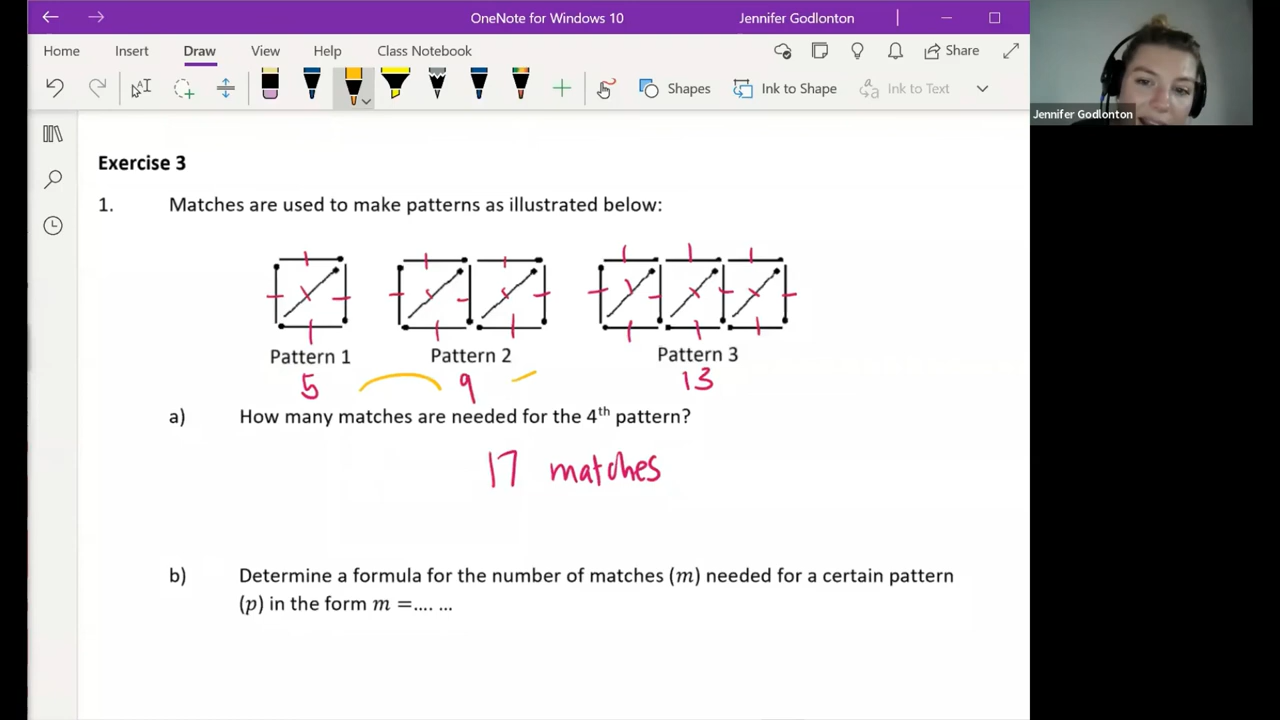 OneNote for Windows 10
Jennifer Godlonton
Home Insert Draw View Help Class Notebook Share
Shapes Ink to Shape Ink to Text
Jennifer Godlonton
Exercise 3
1. Matches are used to make patterns as illustrated below:
Pattern 1 Pattern 2 Pattern 3
5 9 13
a) How many matches are needed for the 4th pattern?
17 matches
b) Determine a formula for the number of matches (m) needed for a certain pattern
(p) in the form m =.... ...